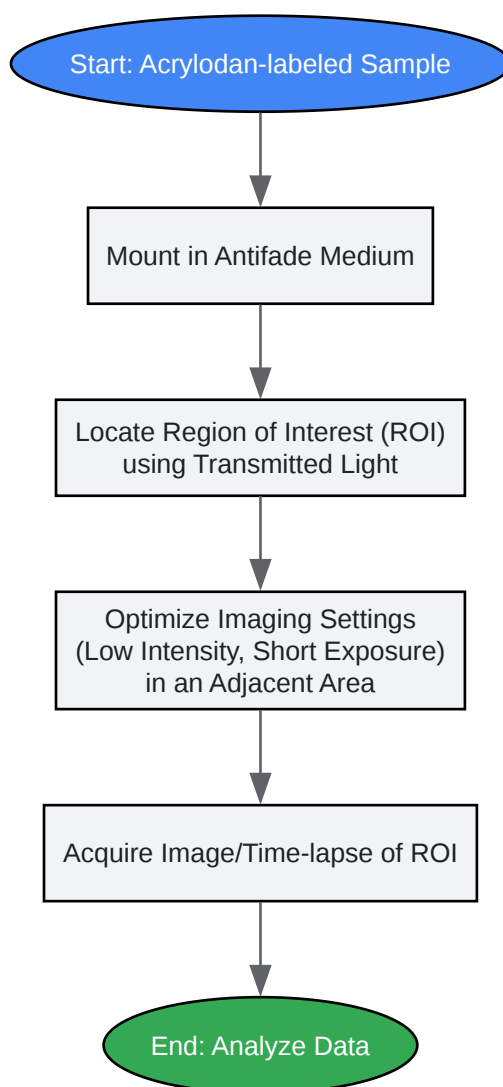 Start: Acrylodan-labeled Sample
Mount in Antifade Medium
Locate Region of Interest (ROI)
using Transmitted Light
Optimize Imaging Settings
(Low Intensity, Short Exposure)
in an Adjacent Area
Acquire Image/Time-lapse of ROI
End: Analyze Data